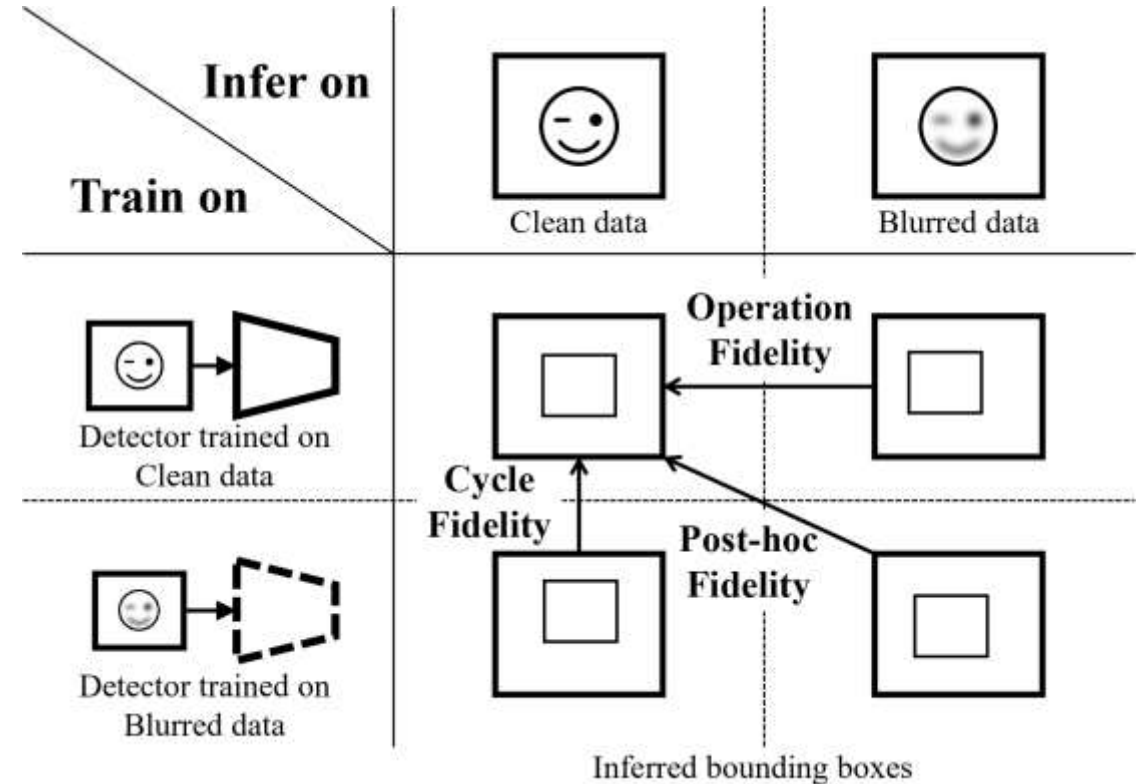 Infer on
Train on
Clean data
Blurred data
Detector trained on
Clean data
Operation
Fidelity
Cycle
Fidelity
Post-hoc
Fidelity
Detector trained on
Blurred data
Inferred bounding boxes